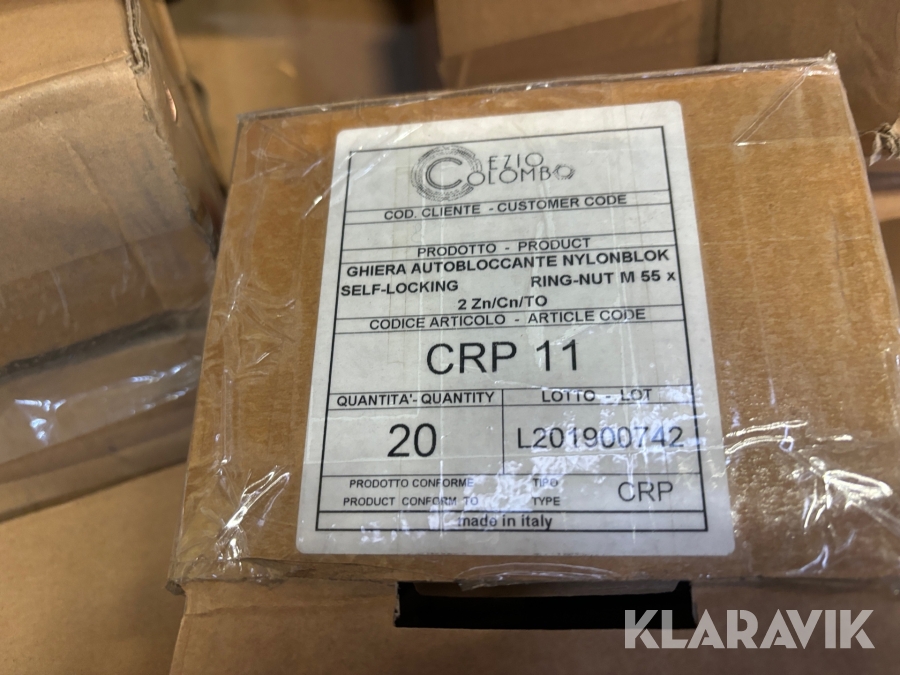 EZIO
COLOMBO
COD. CLIENTE - CUSTOMER CODE
PRODOTTO - PRODUCT
GHIERA AUTOBLOCCANTE NYLONBLOK
SELF-LOCKING RING-NUT M 55 x
2 Zn/Cn/TO
CODICE ARTICOLO - ARTICLE CODE
CRP 11
QUANTITA'- QUANTITY LOTTO - LOT
20 L201900742
PRODOTTO CONFORME TIPO
PRODUCT CONFORM TO TYPE CRP
made in italy
KLARAVIK